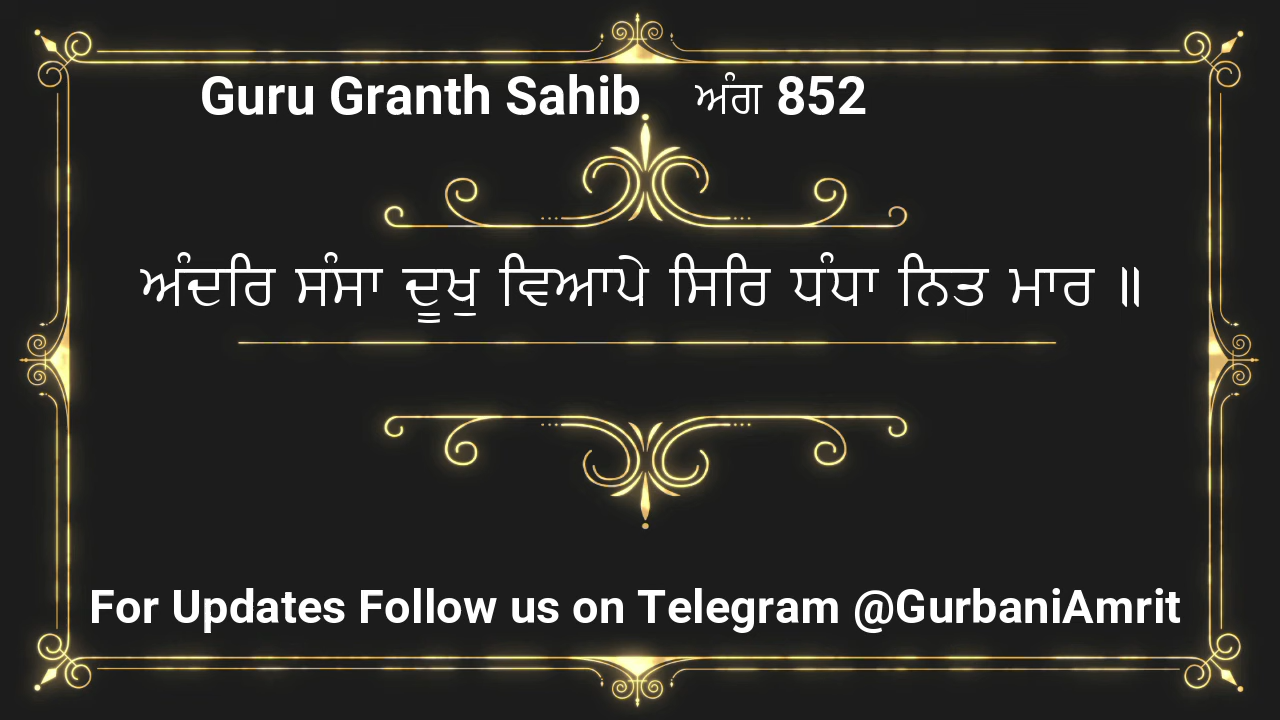 Guru Granth Sahib ਅੰਗ 852
ਅੰਦਰਿ ਸੰਸਾ ਦੂਖੁ ਵਿਆਪੇ ਸਿਰਿ ਧੰਧਾ ਨਿਤ ਮਾਰ ॥
For Updates Follow us on Telegram @GurbaniAmrit